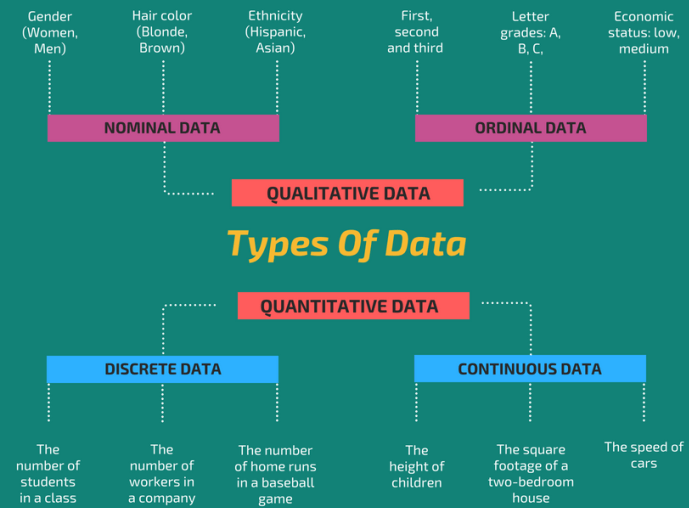 Gender
(Women,
Men)
Hair color
(Blonde,
Brown)
Ethnicity
(Hispanic,
Asian)
First,
second
and third
Letter
grades: A,
B, C,
Economic
status: low,
medium
NOMINAL DATA
ORDINAL DATA
QUALITATIVE DATA
Types Of Data
QUANTITATIVE DATA
DISCRETE DATA
CONTINUOUS DATA
The
number of
students
in a class
The
number of
workers in
a company
The number
of home runs
in a baseball
game
The
height of
children
The square
footage of a
two-bedroom
house
The speed of
cars